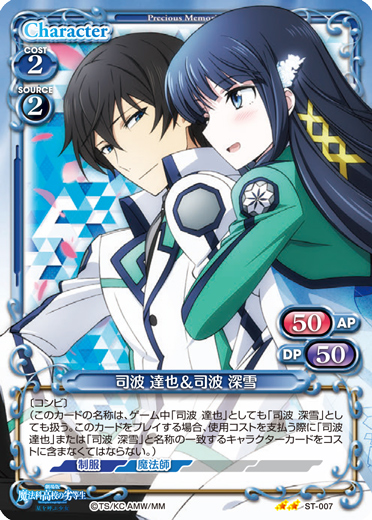 Precious Memories
Character
COST
2
SOURCE
2
50 AP
DP 50
司波 達也&司波 深雪
[コンビ]
(このカードの名称は、ゲーム中「司波 達也」としても「司波 深雪」とし
ても扱う。このカードをプレイする場合、使用コストを支払う際に「司波
達也」または「司波 深雪」と名称の一致するキャラクターカードをコス
トに含まなくてはならない。)
制服 魔法師
劇場版
魔法科高校の劣等生
©TS/KC_AMW/MM
ST-007